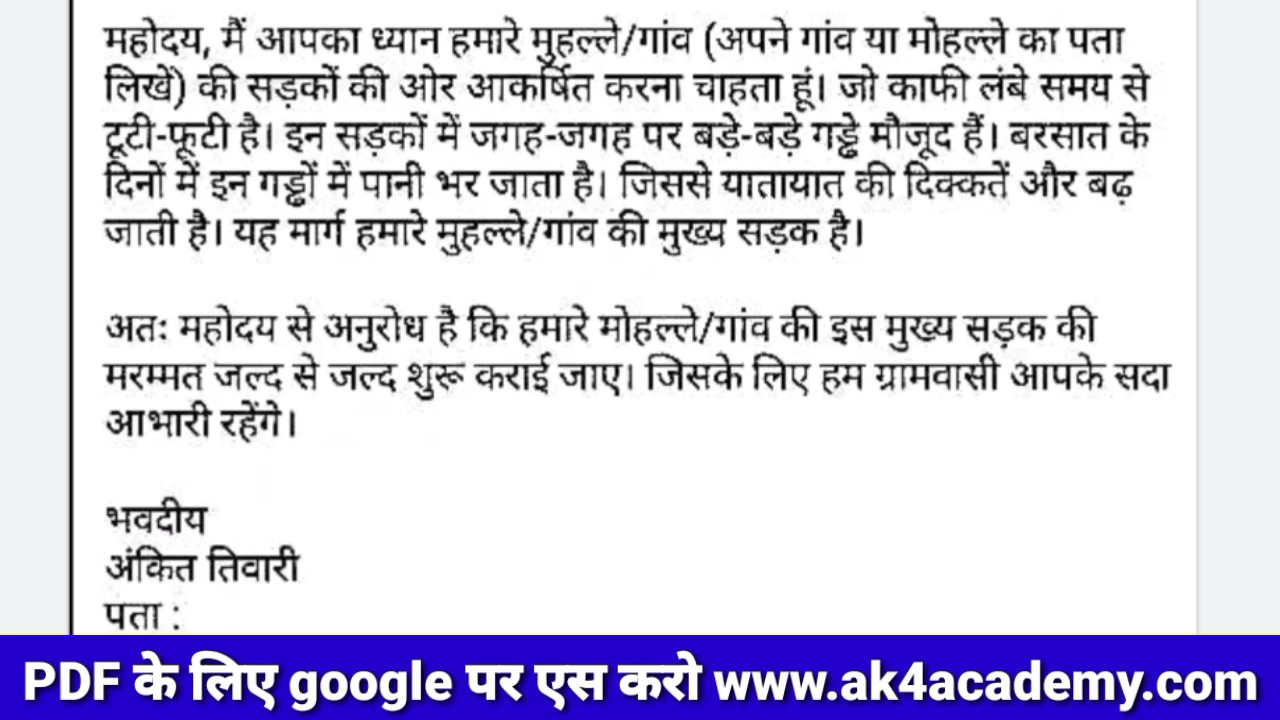 महोदय, मैं आपका ध्यान हमारे मुहल्ले/गांव (अपने गांव या मोहल्ले का पता
लिखें) की सड़कों की ओर आकर्षित करना चाहता हूं। जो काफी लंबे समय से
टूटी-फूटी है। इन सड़कों में जगह-जगह पर बड़े-बड़े गड्ढे मौजूद हैं। बरसात के
दिनों में इन गड्ढों में पानी भर जाता है। जिससे यातायात की दिक्कतें और बढ़
जाती है। यह मार्ग हमारे मुहल्ले/गांव की मुख्य सड़क है।
अतः महोदय से अनुरोध है कि हमारे मोहल्ले/गांव की इस मुख्य सड़क की
मरम्मत जल्द से जल्द शुरू कराई जाए। जिसके लिए हम ग्रामवासी आपके सदा
आभारी रहेंगे।
भवदीय
अंकित तिवारी
पता :
PDF के लिए google पर एस करो www.ak4academy.com